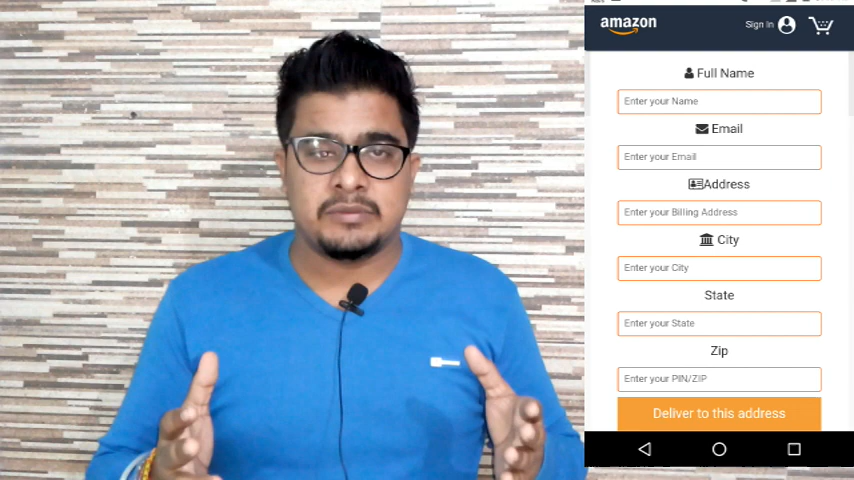 amazon
Sign In
Full Name
Enter your Name
Email
Enter your Email
Address
Enter your Billing Address
City
Enter your City
State
Enter your State
Zip
Enter your PIN/ZIP
Deliver to this address